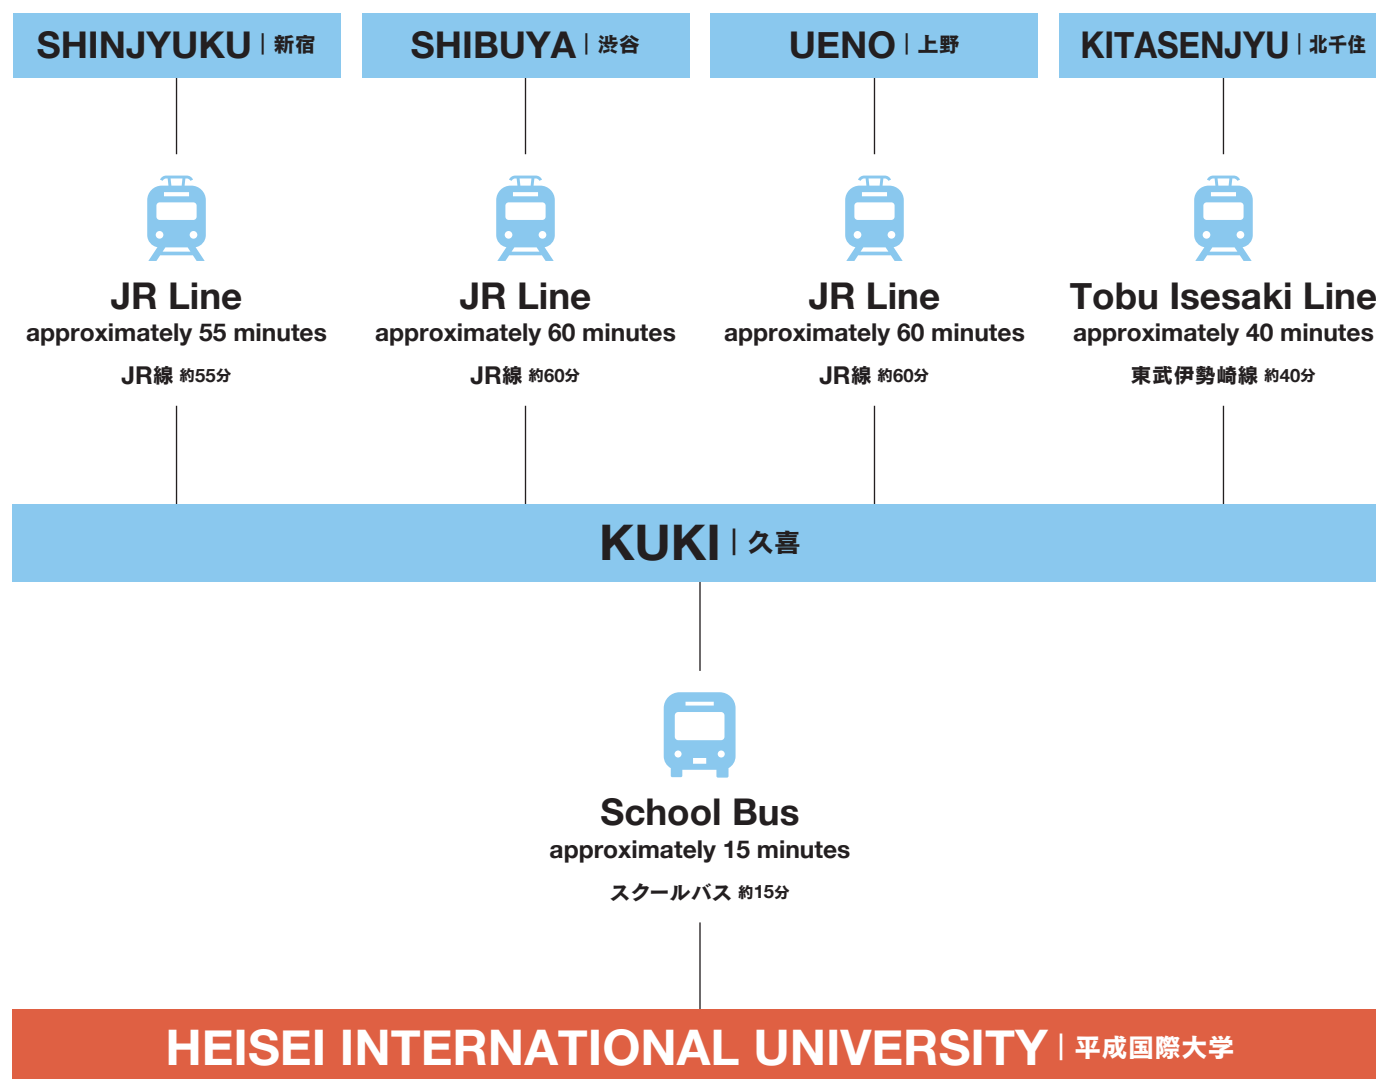 SHINJYUKU | 新宿
SHIBUYA | 渋谷
UENO | 上野
KITASENJYU | 北千住
JR Line
approximately 55 minutes
JR線 約55分
JR Line
approximately 60 minutes
JR線 約60分
JR Line
approximately 60 minutes
JR線 約60分
Tobu Isesaki Line
approximately 40 minutes
東武伊勢崎線 約40分
KUKI | 久喜
School Bus
approximately 15 minutes
スクールバス 約15分
HEISEI INTERNATIONAL UNIVERSITY | 平成国際大学